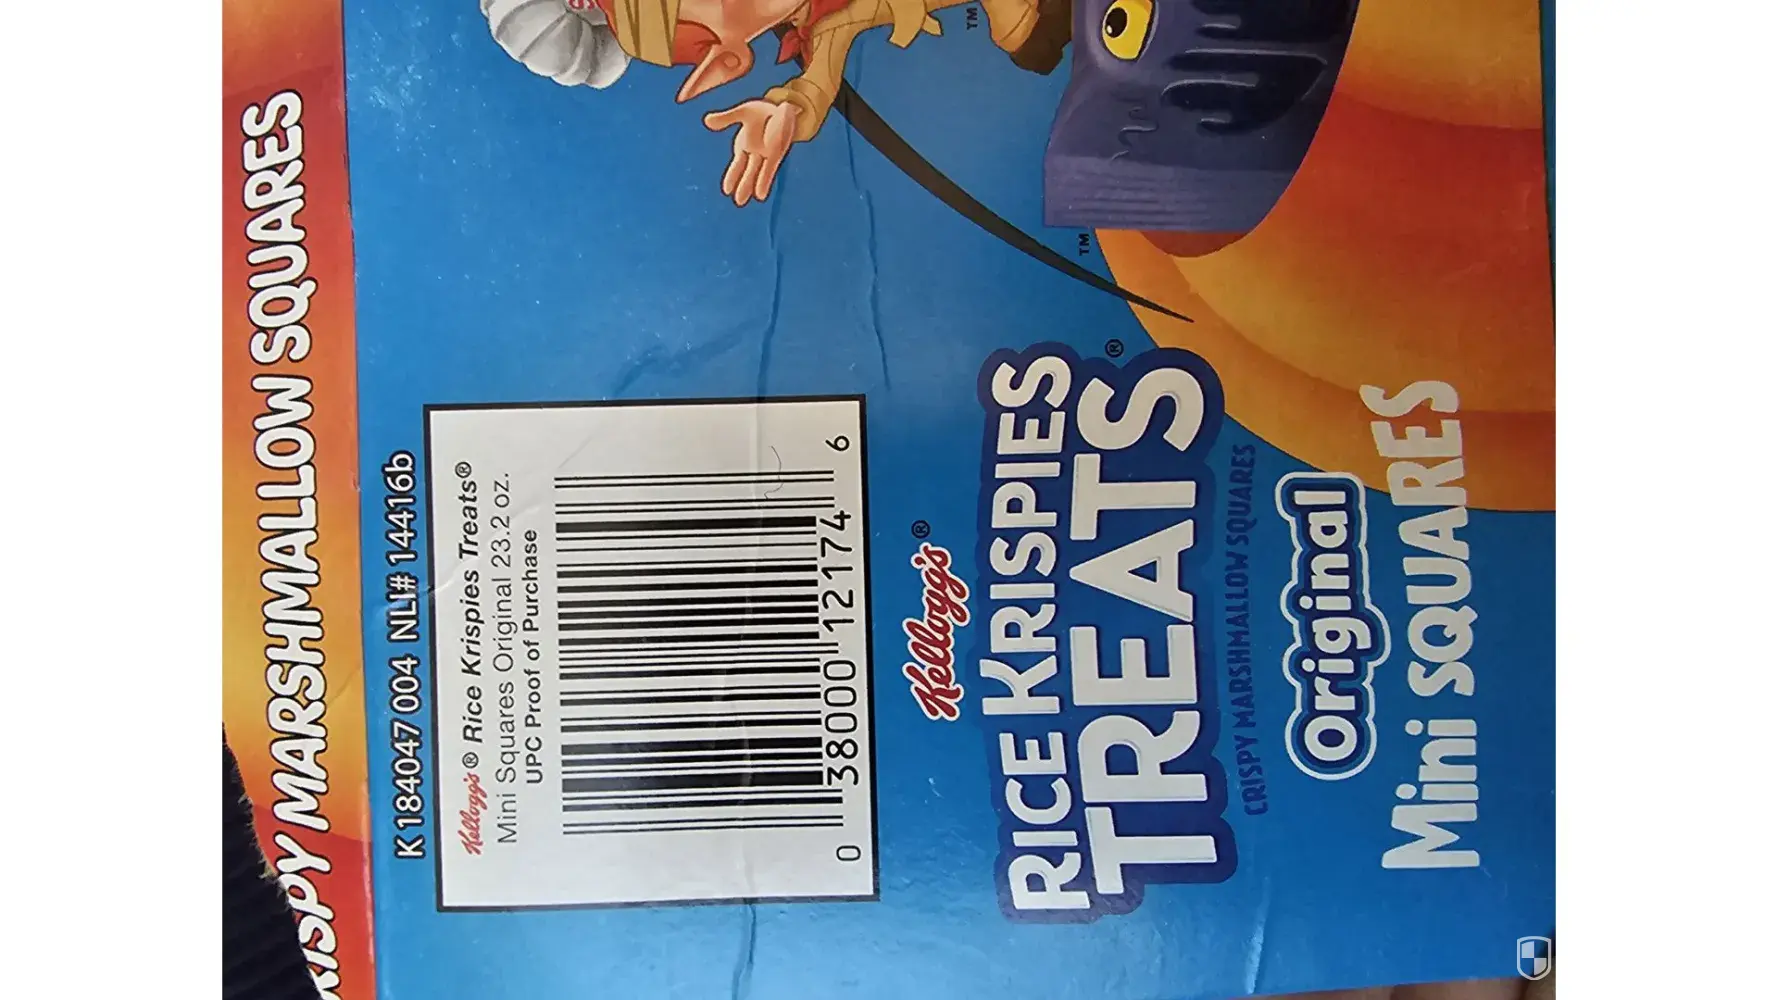 CRISPY MARSHMALLOW SQUARES
K 184047 004 NLI# 14416b
Kellogg's® Rice Krispies Treats®
Mini Squares Original 23.2 oz.
UPC Proof of Purchase
0 38000 12174 6
TM
TM
Kellogg's®
RICE KRISPIES
TREATS®
CRISPY MARSHMALLOW SQUARES
Original
Mini SQUARES